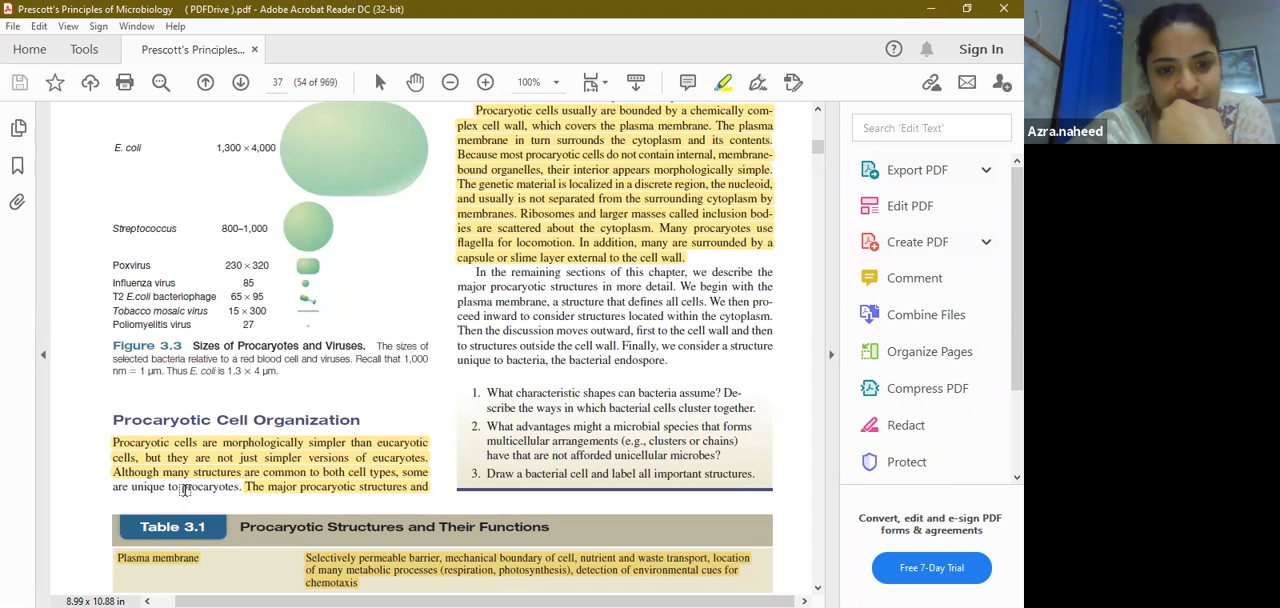 Prescott's Principles of Microbiology ( PDFDrive ).pdf - Adobe Acrobat Reader DC (32-bit)
File Edit View Sign Window Help
Home Tools Prescott's Principles... × Sign In
37 (54 of 969) 100%
E. coli 1,300 × 4,000
Streptococcus 800–1,000
Poxvirus 230 × 320
Influenza virus 85
T2 E.coli bacteriophage 65 × 95
Tobacco mosaic virus 15 × 300
Poliomyelitis virus 27
Figure 3.3 Sizes of Procaryotes and Viruses. The sizes of
selected bacteria relative to a red blood cell and viruses. Recall that 1,000
nm = 1 μm. Thus E. coli is 1.3 × 4 μm.
Procaryotic Cell Organization
Procaryotic cells are morphologically simpler than eucaryotic
cells, but they are not just simpler versions of eucaryotes.
Although many structures are common to both cell types, some
are unique to procaryotes. The major procaryotic structures and
Procaryotic cells usually are bounded by a chemically com-
plex cell wall, which covers the plasma membrane. The plasma
membrane in turn surrounds the cytoplasm and its contents.
Because most procaryotic cells do not contain internal, membrane-
bound organelles, their interior appears morphologically simple.
The genetic material is localized in a discrete region, the nucleoid,
and usually is not separated from the surrounding cytoplasm by
membranes. Ribosomes and larger masses called inclusion bod-
ies are scattered about the cytoplasm. Many procaryotes use
flagella for locomotion. In addition, many are surrounded by a
capsule or slime layer external to the cell wall.
In the remaining sections of this chapter, we describe the
major procaryotic structures in more detail. We begin with the
plasma membrane, a structure that defines all cells. We then pro-
ceed inward to consider structures located within the cytoplasm.
Then the discussion moves outward, first to the cell wall and then
to structures outside the cell wall. Finally, we consider a structure
unique to bacteria, the bacterial endospore.
1. What characteristic shapes can bacteria assume? De-
scribe the ways in which bacterial cells cluster together.
2. What advantages might a microbial species that forms
multicellular arrangements (e.g., clusters or chains)
have that are not afforded unicellular microbes?
3. Draw a bacterial cell and label all important structures.
Table 3.1 Procaryotic Structures and Their Functions
Plasma membrane Selectively permeable barrier, mechanical boundary of cell, nutrient and waste transport, location
of many metabolic processes (respiration, photosynthesis), detection of environmental cues for
chemotaxis
8.99 x 10.88 in
Search 'Edit Text'
Export PDF
Edit PDF
Create PDF
Comment
Combine Files
Organize Pages
Compress PDF
Redact
Protect
Convert, edit and e-sign PDF
forms & agreements
Free 7-Day Trial
Azra.naheed